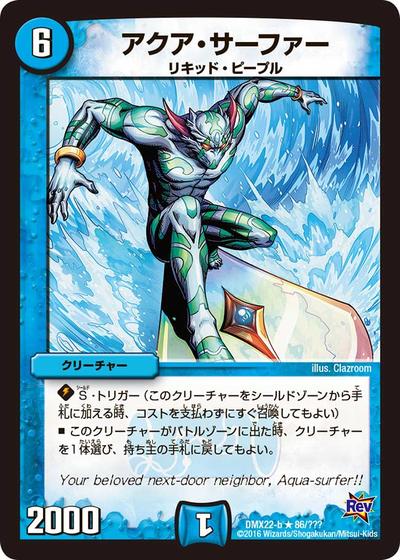 6
アクア・サーファー
リキッド・ピープル
illus. Clazroom
クリーチャー
S・トリガー（このクリーチャーをシールドゾーンから手
札に加える時、コストを支払わずにすぐ召喚してもよい）
■ このクリーチャーがバトルゾーンに出た時、クリーチャー
を1体選び、持ち主の手札に戻してもよい。
Your beloved next-door neighbor, Aqua-surfer!!
Rev
2000
1
DMX22-b ★ 86/???
©2016 Wizards/Shogakukan/Mitsui-Kids